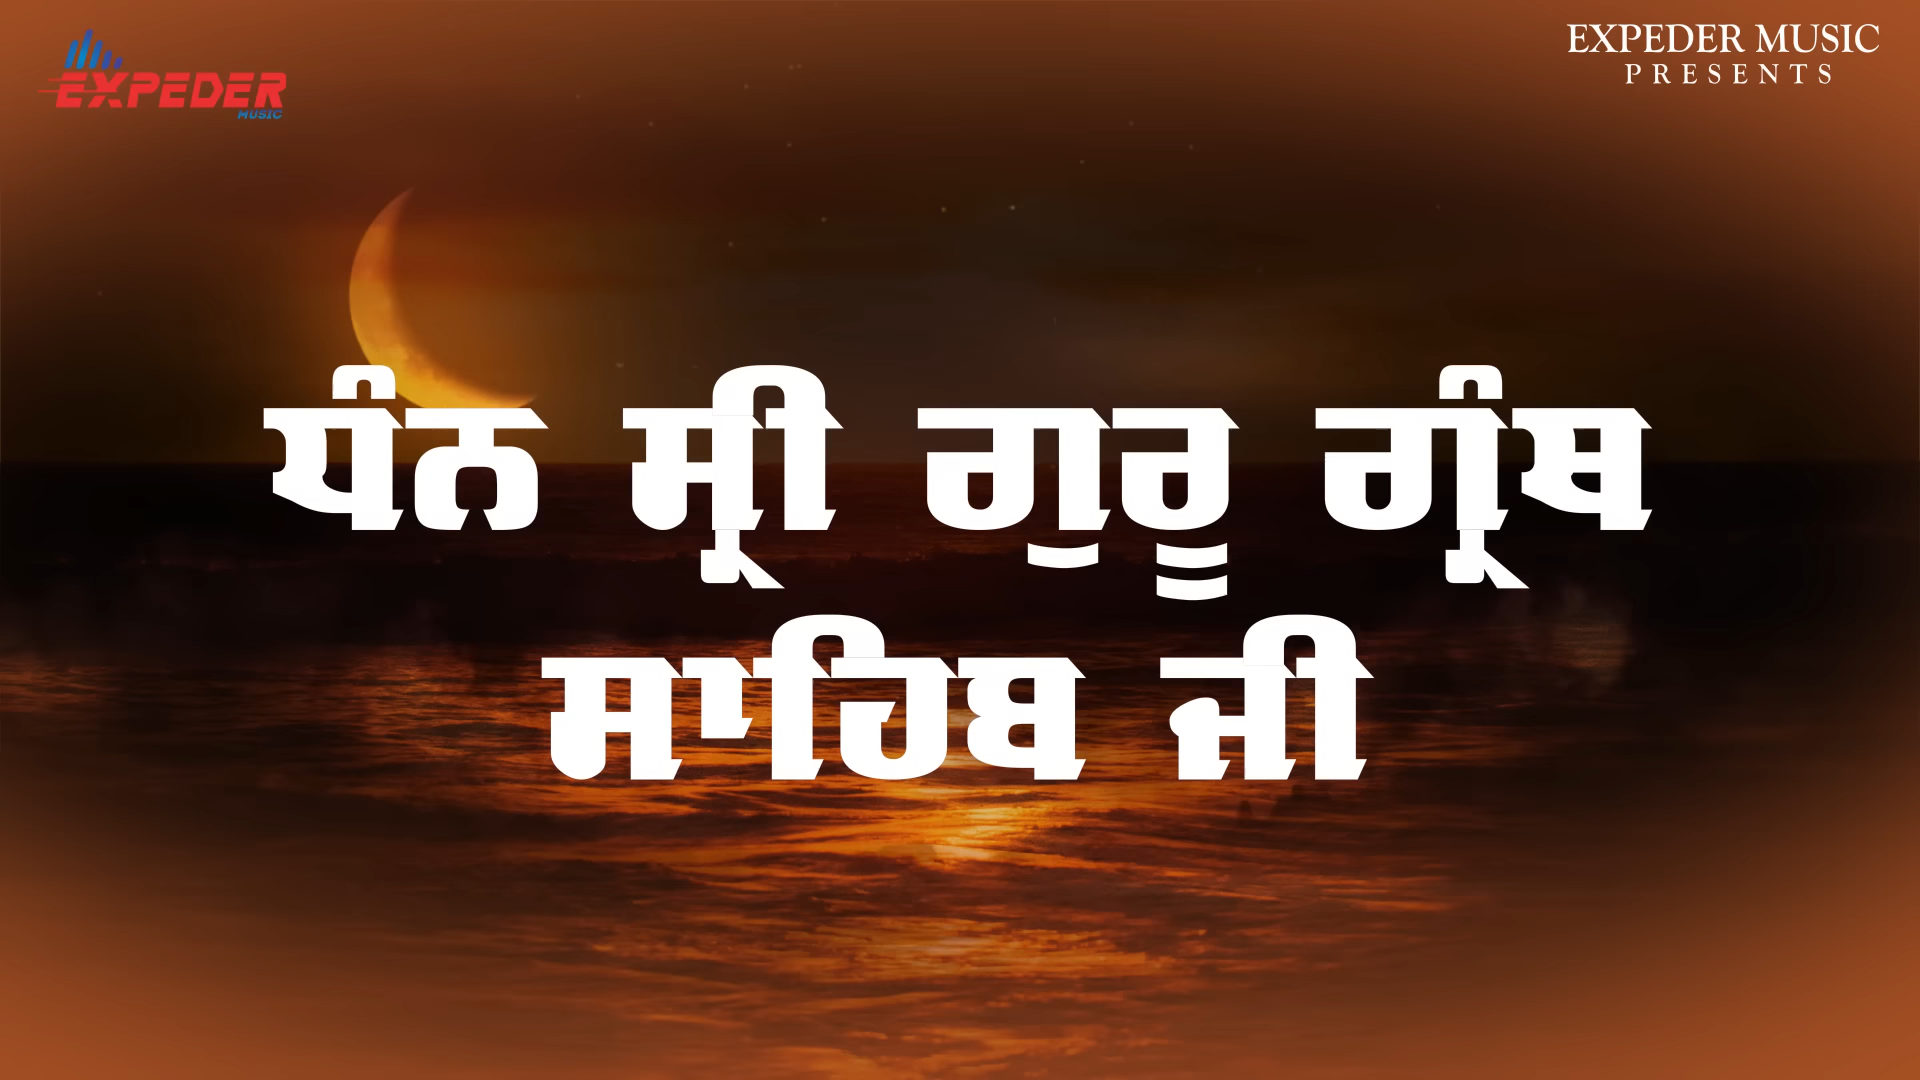 EXPEDER
MUSIC
EXPEDER MUSIC
PRESENTS
ਧੰਨ ਸ੍ਰੀ ਗੁਰੂ ਗ੍ਰੰਥ
ਸਾਹਿਬ ਜੀ